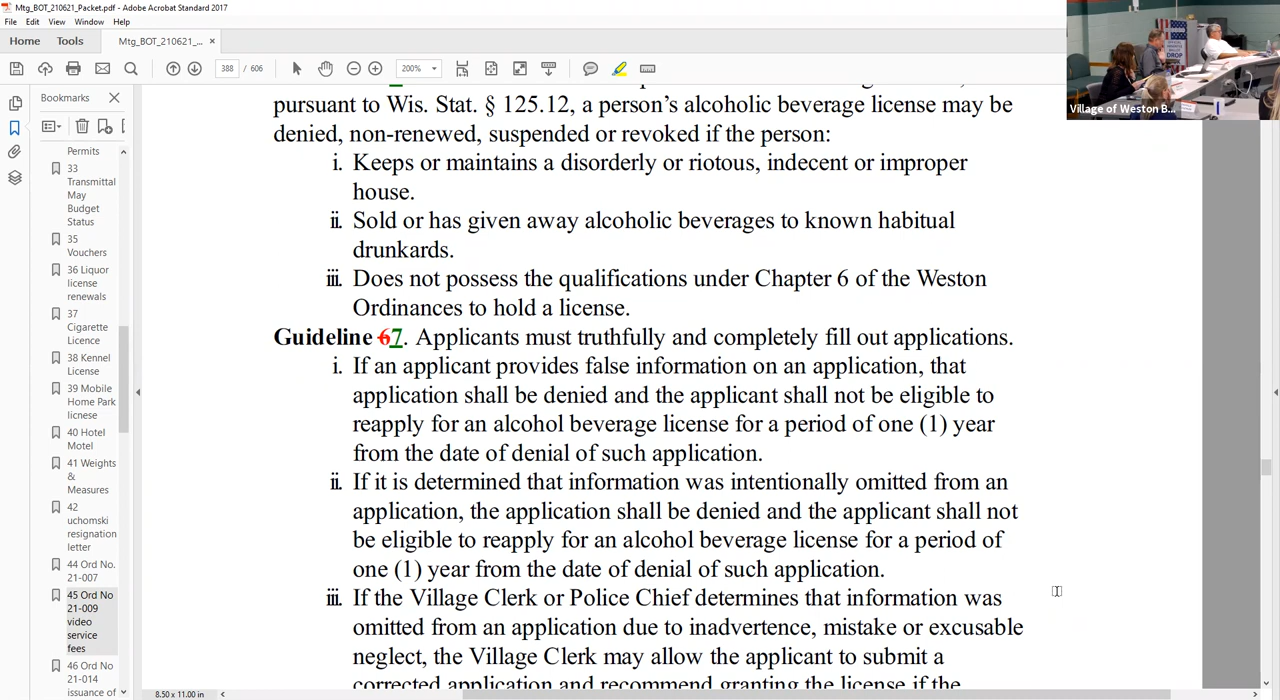 Mtg_BOT_210621_Packet.pdf - Adobe Acrobat Standard 2017
File Edit View Window Help
Home Tools Mtg_BOT_210621_... ×
388 / 606 200%
Bookmarks
Permits
33
Transmittal
May
Budget
Status
35
Vouchers
36 Liquor
license
renewals
37
Cigarette
Licence
38 Kennel
License
39 Mobile
Home Park
licnese
40 Hotel
Motel
41 Weights
&
Measures
42
uchomski
resignation
letter
44 Ord No.
21-007
45 Ord No
21-009
video
service
fees
46 Ord No
21-014
issuance of
pursuant to Wis. Stat. § 125.12, a person's alcoholic beverage license may be
denied, non-renewed, suspended or revoked if the person:
i. Keeps or maintains a disorderly or riotous, indecent or improper
house.
ii. Sold or has given away alcoholic beverages to known habitual
drunkards.
iii. Does not possess the qualifications under Chapter 6 of the Weston
Ordinances to hold a license.
Guideline 67. Applicants must truthfully and completely fill out applications.
i. If an applicant provides false information on an application, that
application shall be denied and the applicant shall not be eligible to
reapply for an alcohol beverage license for a period of one (1) year
from the date of denial of such application.
ii. If it is determined that information was intentionally omitted from an
application, the application shall be denied and the applicant shall not
be eligible to reapply for an alcohol beverage license for a period of
one (1) year from the date of denial of such application.
iii. If the Village Clerk or Police Chief determines that information was
omitted from an application due to inadvertence, mistake or excusable
neglect, the Village Clerk may allow the applicant to submit a
corrected application and recommend granting the license if the
8.50 x 11.00 in
Village of Weston B...
DROP